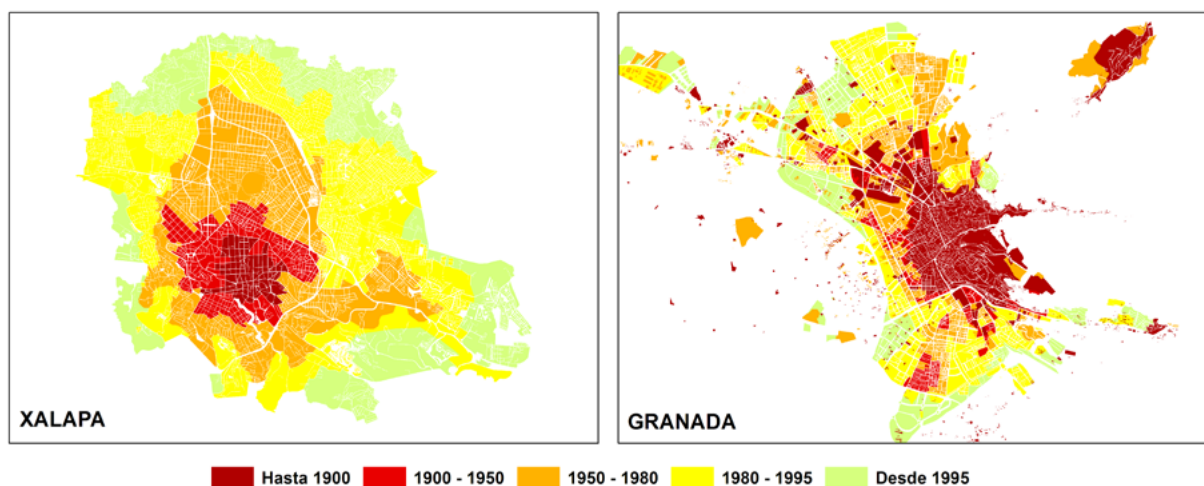 XALAPA
GRANADA
Hasta 1900
1900 - 1950
1950 - 1980
1980 - 1995
Desde 1995